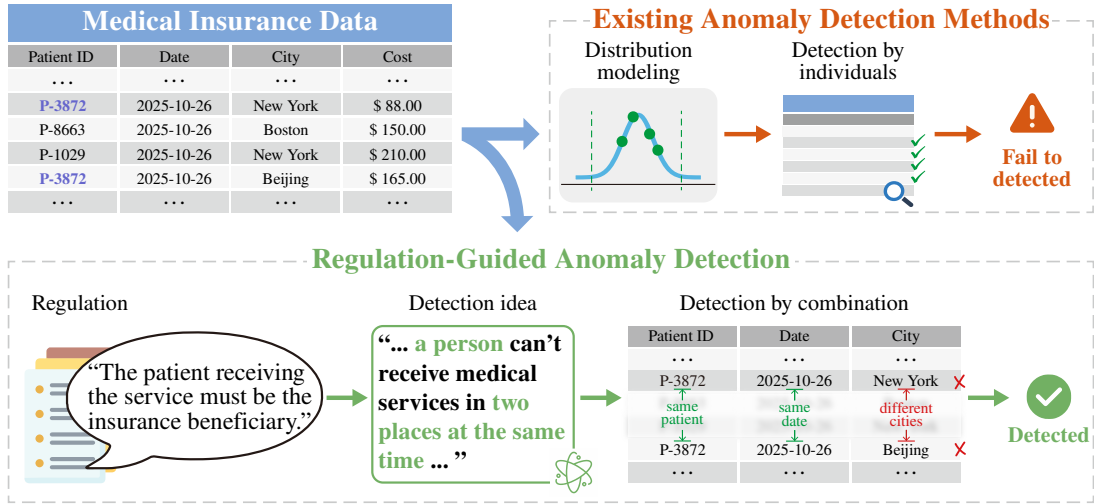 Medical Insurance Data
Patient ID Date City Cost
... ... ... ...
P-3872 2025-10-26 New York $ 88.00
P-8663 2025-10-26 Boston $ 150.00
P-1029 2025-10-26 New York $ 210.00
P-3872 2025-10-26 Beijing $ 165.00
... ... ... ...
Existing Anomaly Detection Methods
Distribution
modeling
Detection by
individuals
Fail to
detected
Regulation-Guided Anomaly Detection
Regulation
“The patient receiving
the service must be the
insurance beneficiary.”
Detection idea
“... a person can’t
receive medical
services in two
places at the same
time ... ”
Detection by combination
Patient ID Date City
... ... ...
P-3872 2025-10-26 New York
same same different
patient date cities
P-3872 2025-10-26 Beijing
... ... ...
Detected